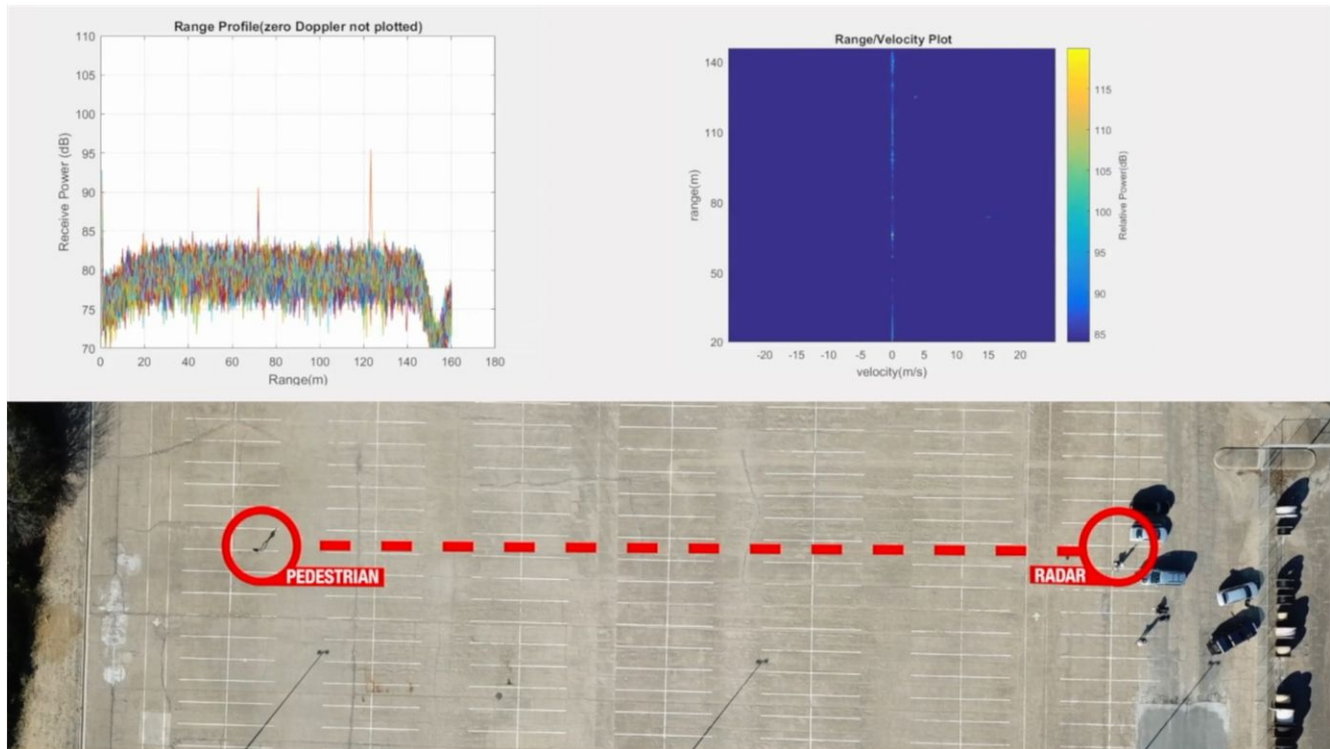 Range Profile(zero Doppler not plotted)
110
105
100
95
90
85
80
75
70
Receive Power (dB)
0 20 40 60 80 100 120 140 160 180
Range(m)
Range/Velocity Plot
140
110
80
50
20
range(m)
-20 -15 -10 -5 0 5 10 15 20
velocity(m/s)
115
110
105
100
95
90
85
Relative Power(dB)
PEDESTRIAN
RADAR